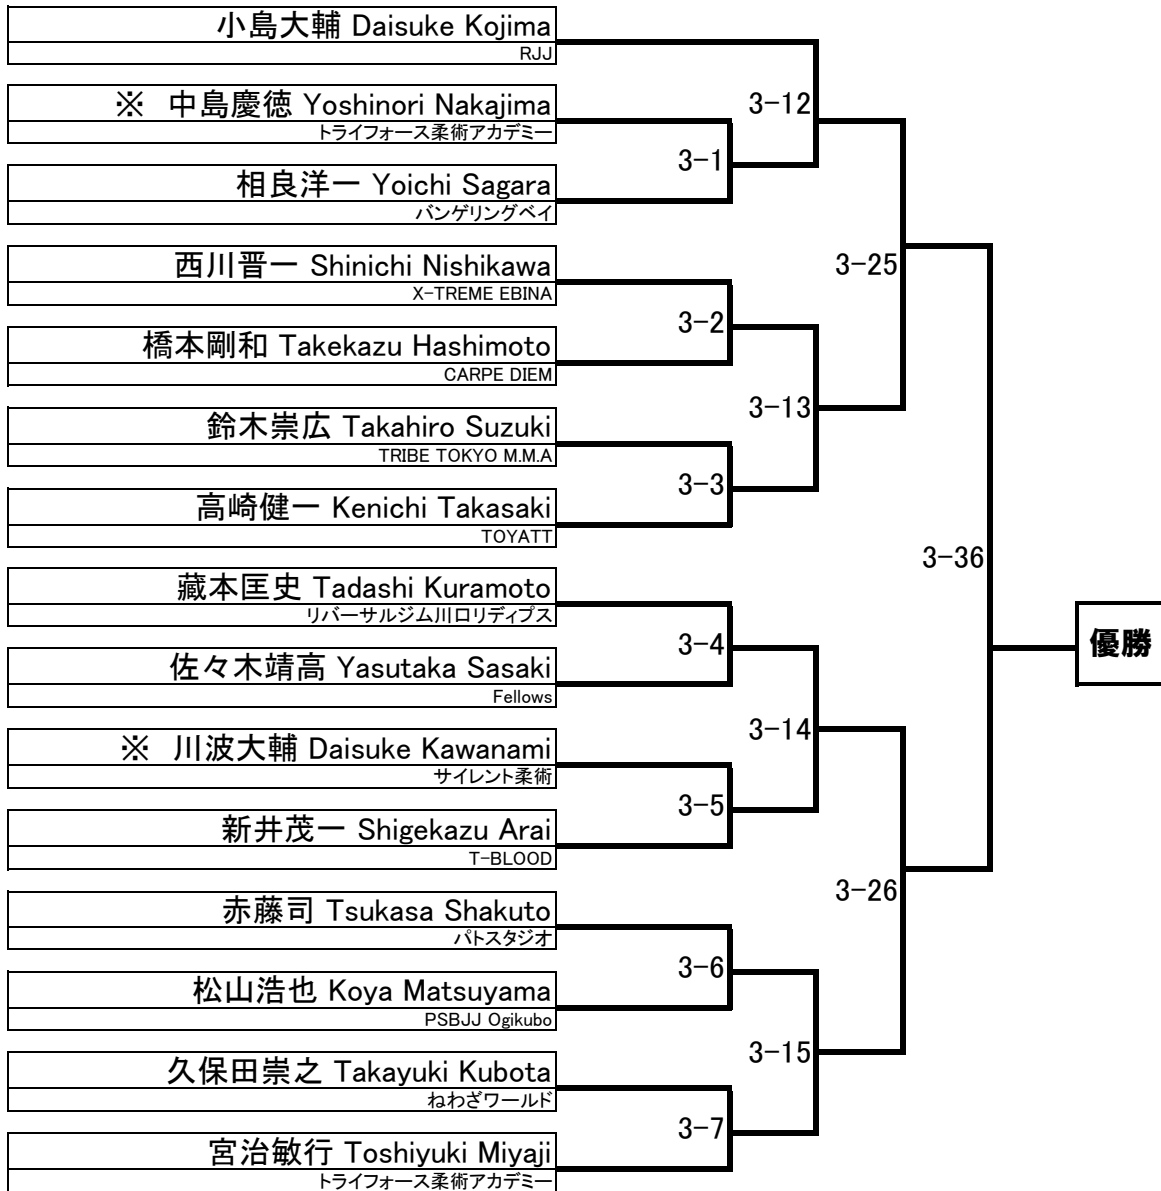 小島大輔 Daisuke Kojima
RJJ
※ 中島慶徳 Yoshinori Nakajima
トライフォース柔術アカデミー
相良洋一 Yoichi Sagara
バンゲリングベイ
西川晋一 Shinichi Nishikawa
X-TREME EBINA
橋本剛和 Takekazu Hashimoto
CARPE DIEM
鈴木崇広 Takahiro Suzuki
TRIBE TOKYO M.M.A
高崎健一 Kenichi Takasaki
TOYATT
藏本匡史 Tadashi Kuramoto
リバーサルジム川口リディプス
佐々木靖高 Yasutaka Sasaki
Fellows
※ 川波大輔 Daisuke Kawanami
サイレント柔術
新井茂一 Shigekazu Arai
T-BLOOD
赤藤司 Tsukasa Shakuto
パトスタジオ
松山浩也 Koya Matsuyama
PSBJJ Ogikubo
久保田崇之 Takayuki Kubota
ねわざワールド
宮治敏行 Toshiyuki Miyaji
トライフォース柔術アカデミー
3-1
3-2
3-3
3-4
3-5
3-6
3-7
3-12
3-13
3-14
3-15
3-25
3-26
3-36
優勝